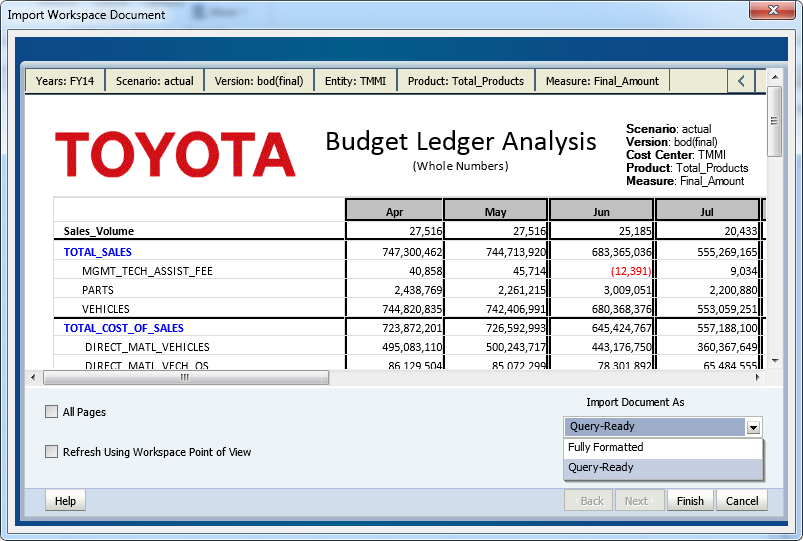 Import Workspace Document
Years: FY14 Scenario: actual Version: bod(final) Entity: TMMI Product: Total_Products Measure: Final_Amount
TOYOTA
Budget Ledger Analysis
(Whole Numbers)
Scenario: actual
Version: bod(final)
Cost Center: TMMI
Product: Total_Products
Measure: Final_Amount
Apr May Jun Jul
Sales_Volume 27,516 27,516 25,185 20,433
TOTAL_SALES 747,300,462 744,713,920 683,365,036 555,269,165
MGMT_TECH_ASSIST_FEE 40,858 45,714 (12,391) 9,034
PARTS 2,438,769 2,261,215 3,009,051 2,200,880
VEHICLES 744,820,835 742,406,991 680,368,376 553,059,251
TOTAL_COST_OF_SALES 723,872,201 726,592,993 645,424,767 557,188,100
DIRECT_MATL_VEHICLES 495,083,110 500,243,717 443,176,750 360,367,649
DIRECT_MATL_VECH_OS 86,129,504 85,072,299 78,301,892 65,484,555
All Pages
Refresh Using Workspace Point of View
Import Document As
Query-Ready
Fully Formatted
Query-Ready
Help
Back Next Finish Cancel